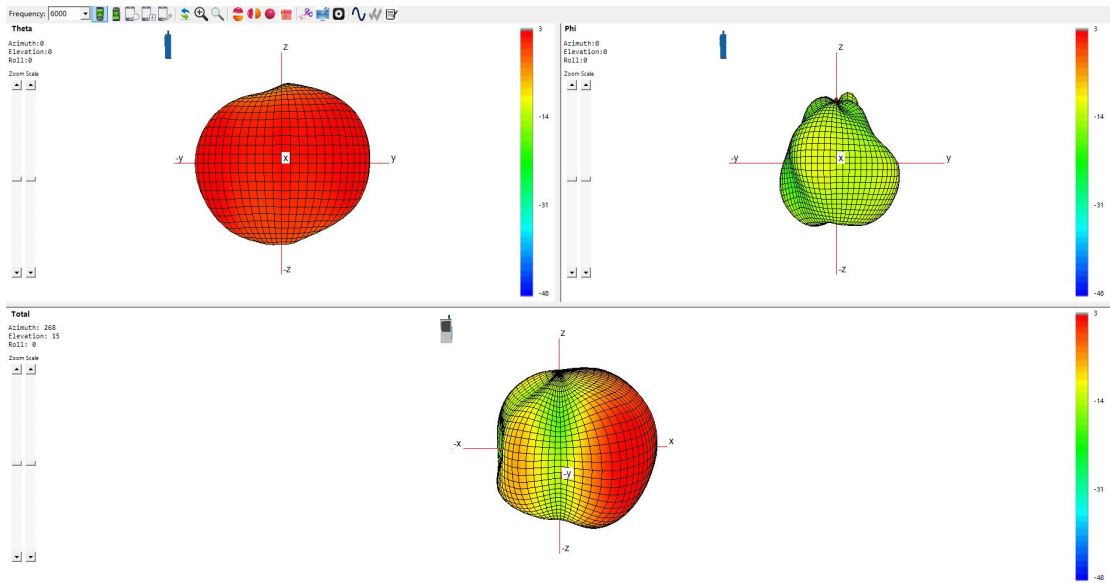 Frequency: 6000
Theta
Azimuth:0
Elevation:0
Roll:0
Zoom Scale
z
-y
x
y
-z
3
-14
-31
-48
Phi
Azimuth:0
Elevation:0
Roll:0
Zoom Scale
z
-y
x
y
-z
3
-14
-31
-48
Total
Azimuth: 268
Elevation: 15
Roll: 0
Zoom Scale
z
-x
x
-y
-z
3
-14
-31
-48